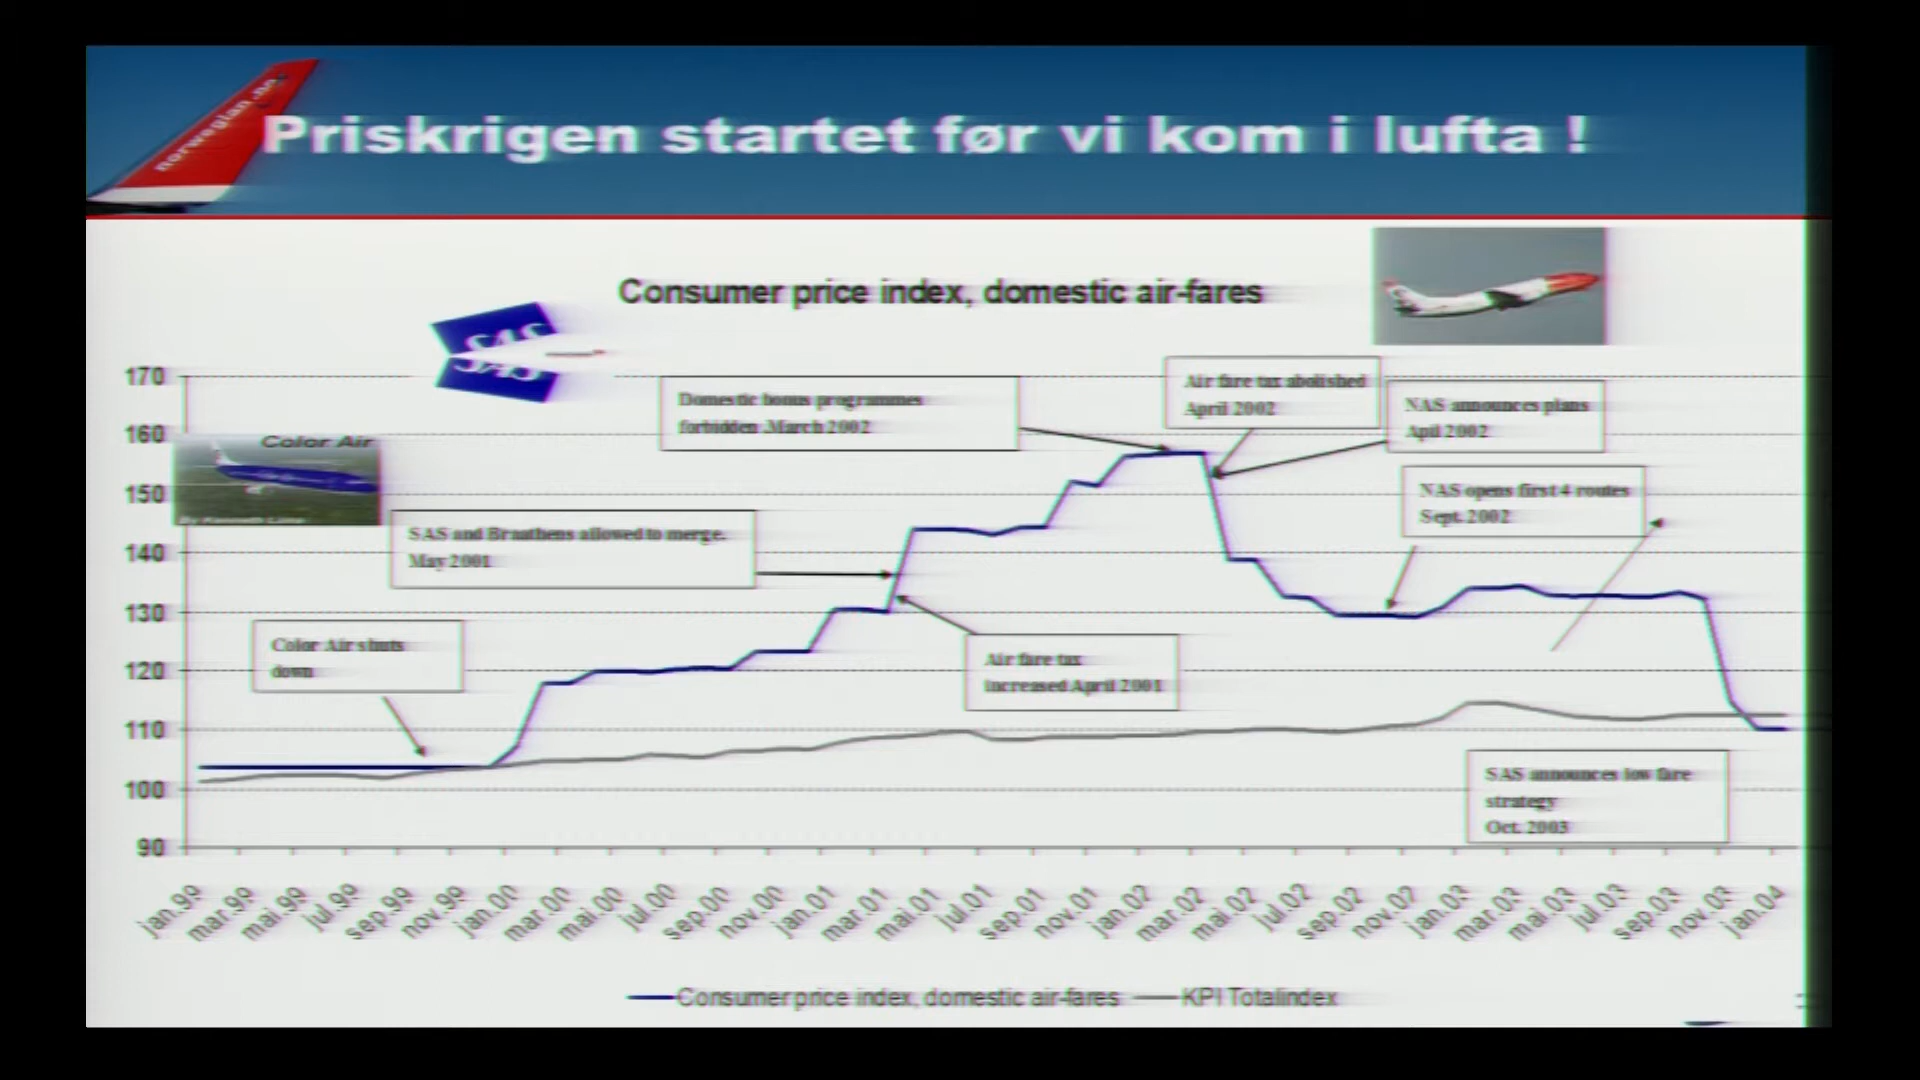 norwegian.no
Priskrigen startet før vi kom i lufta !
Consumer price index, domestic air-fares
SAS
SAS
170
160
150
140
130
120
110
100
90
Color Air
Domestic bonus programmes
forbidden .March 2002
Air fare tax abolished
April 2002
NAS announces plans
Apil 2002
NAS opens first 4 routes
Sept. 2002
SAS and Braathens allowed to merge.
May 2001
Color Air shuts
down
Air fare tax
increased April 2001
SAS announces low fare
strategy
Oct. 2003
jan.99
mar.99
mai.99
jul.99
sep.99
nov.99
jan.00
mar.00
mai.00
jul.00
sep.00
nov.00
jan.01
mar.01
mai.01
jul.01
sep.01
nov.01
jan.02
mar.02
mai.02
jul.02
sep.02
nov.02
jan.03
mar.03
mai.03
jul.03
sep.03
nov.03
jan.04
Consumer price index, domestic air-fares
KPI Totalindex